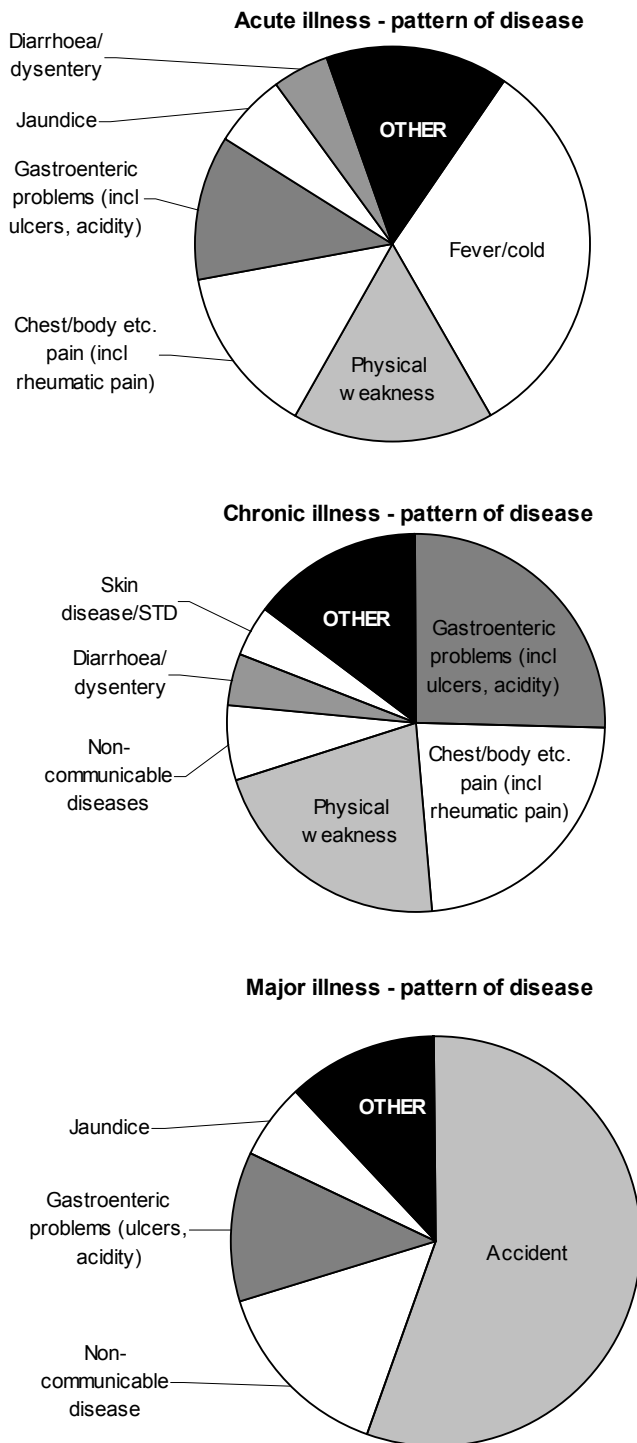 Acute illness - pattern of disease
Diarrhoea/
dysentery
Jaundice
Gastroenteric
problems (incl
ulcers, acidity)
Chest/body etc.
pain (incl
rheumatic pain)
OTHER
Fever/cold
Physical
weakness
Chronic illness - pattern of disease
Skin
disease/STD
Diarrhoea/
dysentery
Non-
communicable
diseases
OTHER
Gastroenteric
problems (incl
ulcers, acidity)
Chest/body etc.
pain (incl
rheumatic pain)
Physical
weakness
Major illness - pattern of disease
Jaundice
Gastroenteric
problems (ulcers,
acidity)
Non-
communicable
disease
OTHER
Accident